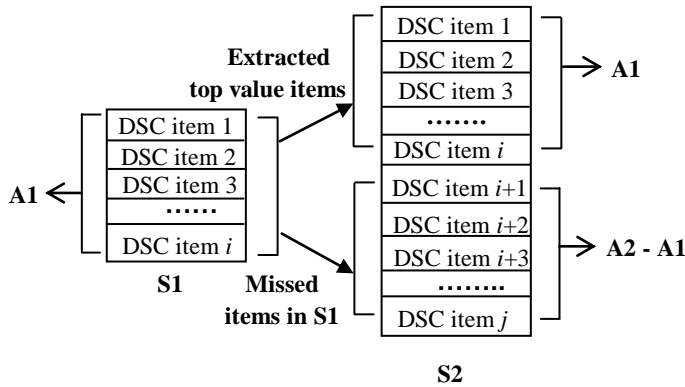 A1
DSC item 1
DSC item 2
DSC item 3
......
DSC item i
S1
Extracted
top value items
Missed
items in S1
DSC item 1
DSC item 2
DSC item 3
.......
DSC item i
DSC item i+1
DSC item i+2
DSC item i+3
........
DSC item j
S2
A1
A2 - A1